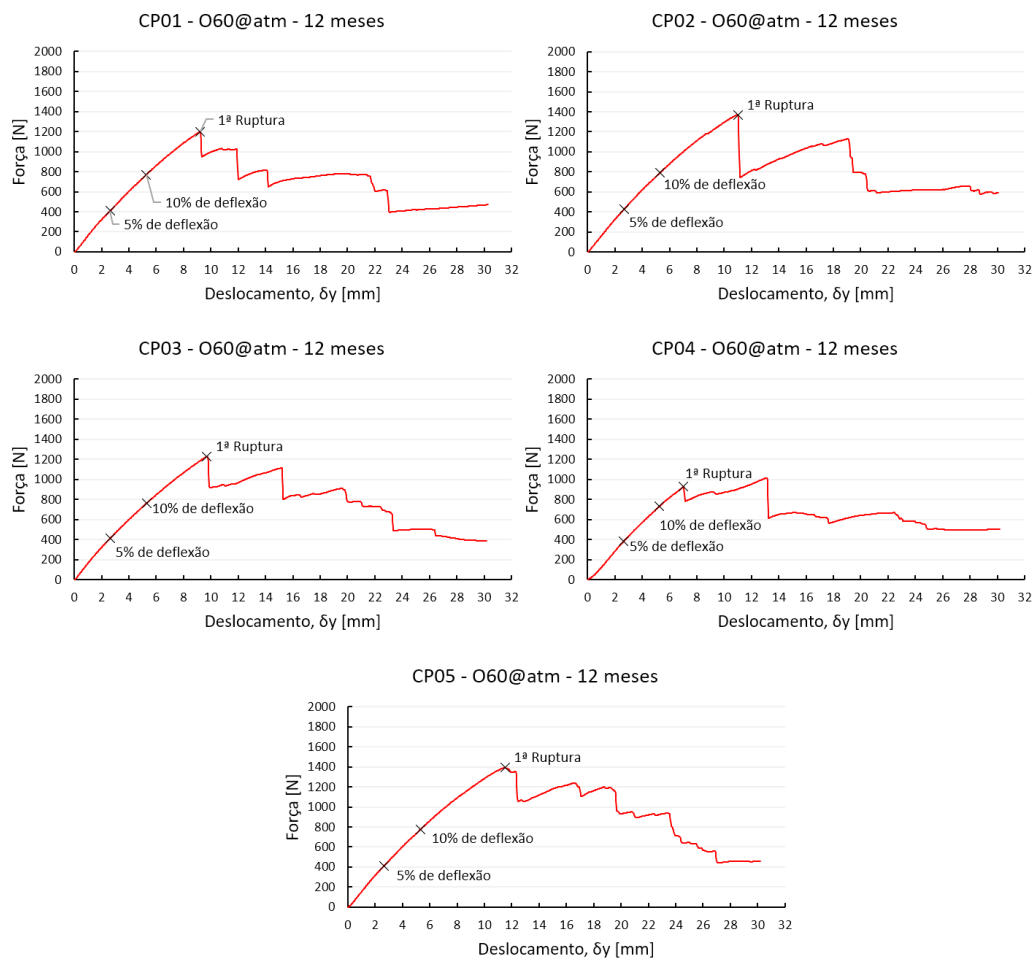 CP01 - O60@atm - 12 meses
Força [N]
2000
1800
1600
1400
1200
1000
800
600
400
200
0
1ª Ruptura
10% de deflexão
5% de deflexão
0 2 4 6 8 10 12 14 16 18 20 22 24 26 28 30 32
Deslocamento, δy [mm]
CP02 - O60@atm - 12 meses
Força [N]
2000
1800
1600
1400
1200
1000
800
600
400
200
0
1ª Ruptura
10% de deflexão
5% de deflexão
0 2 4 6 8 10 12 14 16 18 20 22 24 26 28 30 32
Deslocamento, δy [mm]
CP03 - O60@atm - 12 meses
Força [N]
2000
1800
1600
1400
1200
1000
800
600
400
200
0
1ª Ruptura
10% de deflexão
5% de deflexão
0 2 4 6 8 10 12 14 16 18 20 22 24 26 28 30 32
Deslocamento, δy [mm]
CP04 - O60@atm - 12 meses
Força [N]
2000
1800
1600
1400
1200
1000
800
600
400
200
0
1ª Ruptura
10% de deflexão
5% de deflexão
0 2 4 6 8 10 12 14 16 18 20 22 24 26 28 30 32
Deslocamento, δy [mm]
CP05 - O60@atm - 12 meses
Força [N]
2000
1800
1600
1400
1200
1000
800
600
400
200
0
1ª Ruptura
10% de deflexão
5% de deflexão
0 2 4 6 8 10 12 14 16 18 20 22 24 26 28 30 32
Deslocamento, δy [mm]